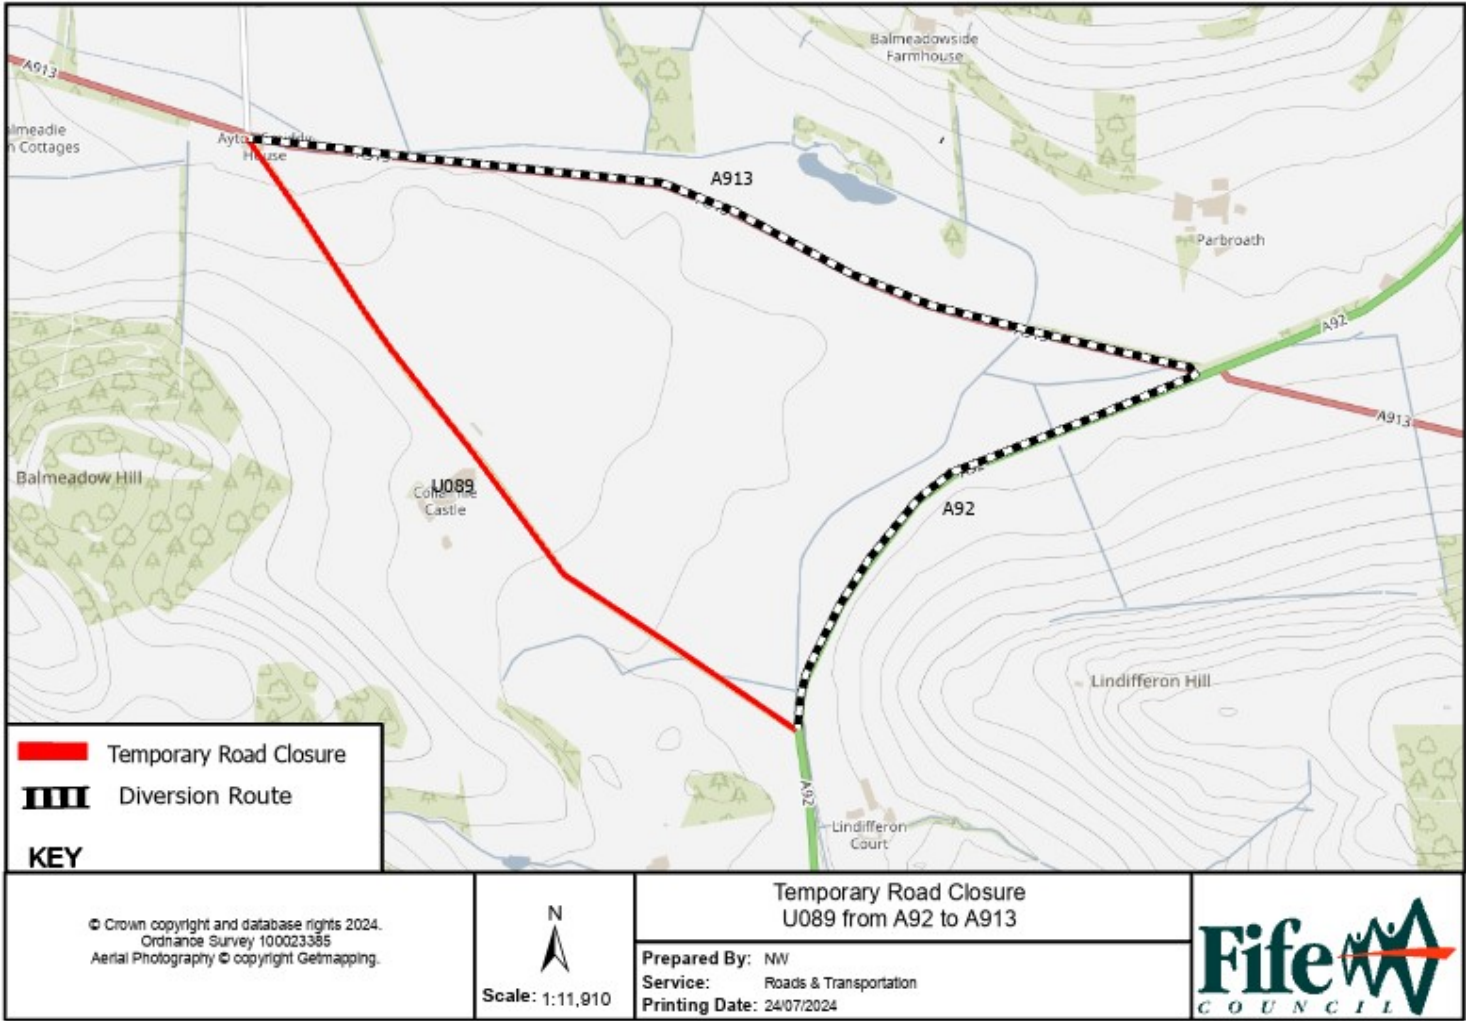 A913
Balmeadowside
Farmhouse
Cottages
House
A913
Parbroath
A92
A913
Balmeadow Hill
U089
Castle
A92
Lindifferon Hill
A92
Lindifferon
Court
Temporary Road Closure
Diversion Route
KEY
© Crown copyright and database rights 2024.
Ordnance Survey 100023385
Aerial Photography © copyright Getmapping.
N
Scale: 1:11,910
Temporary Road Closure
U089 from A92 to A913
Prepared By: NW
Service: Roads & Transportation
Printing Date: 24/07/2024
Fife
COUNCIL